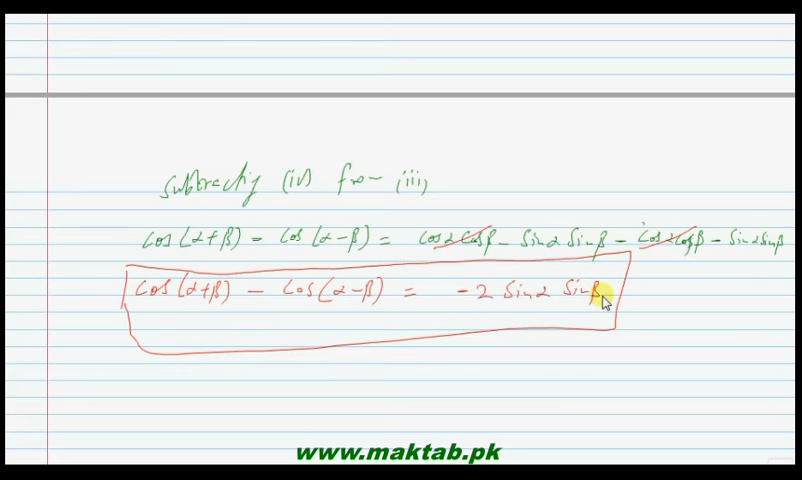 Subtracting (iv) from (iii)
Cos(α+β) - Cos(α-β) = Cosα Cosβ - Sinα Sinβ - Cosα Cosβ - Sinα Sinβ
Cos(α+β) - Cos(α-β) = -2 Sinα Sinβ
www.maktab.pk